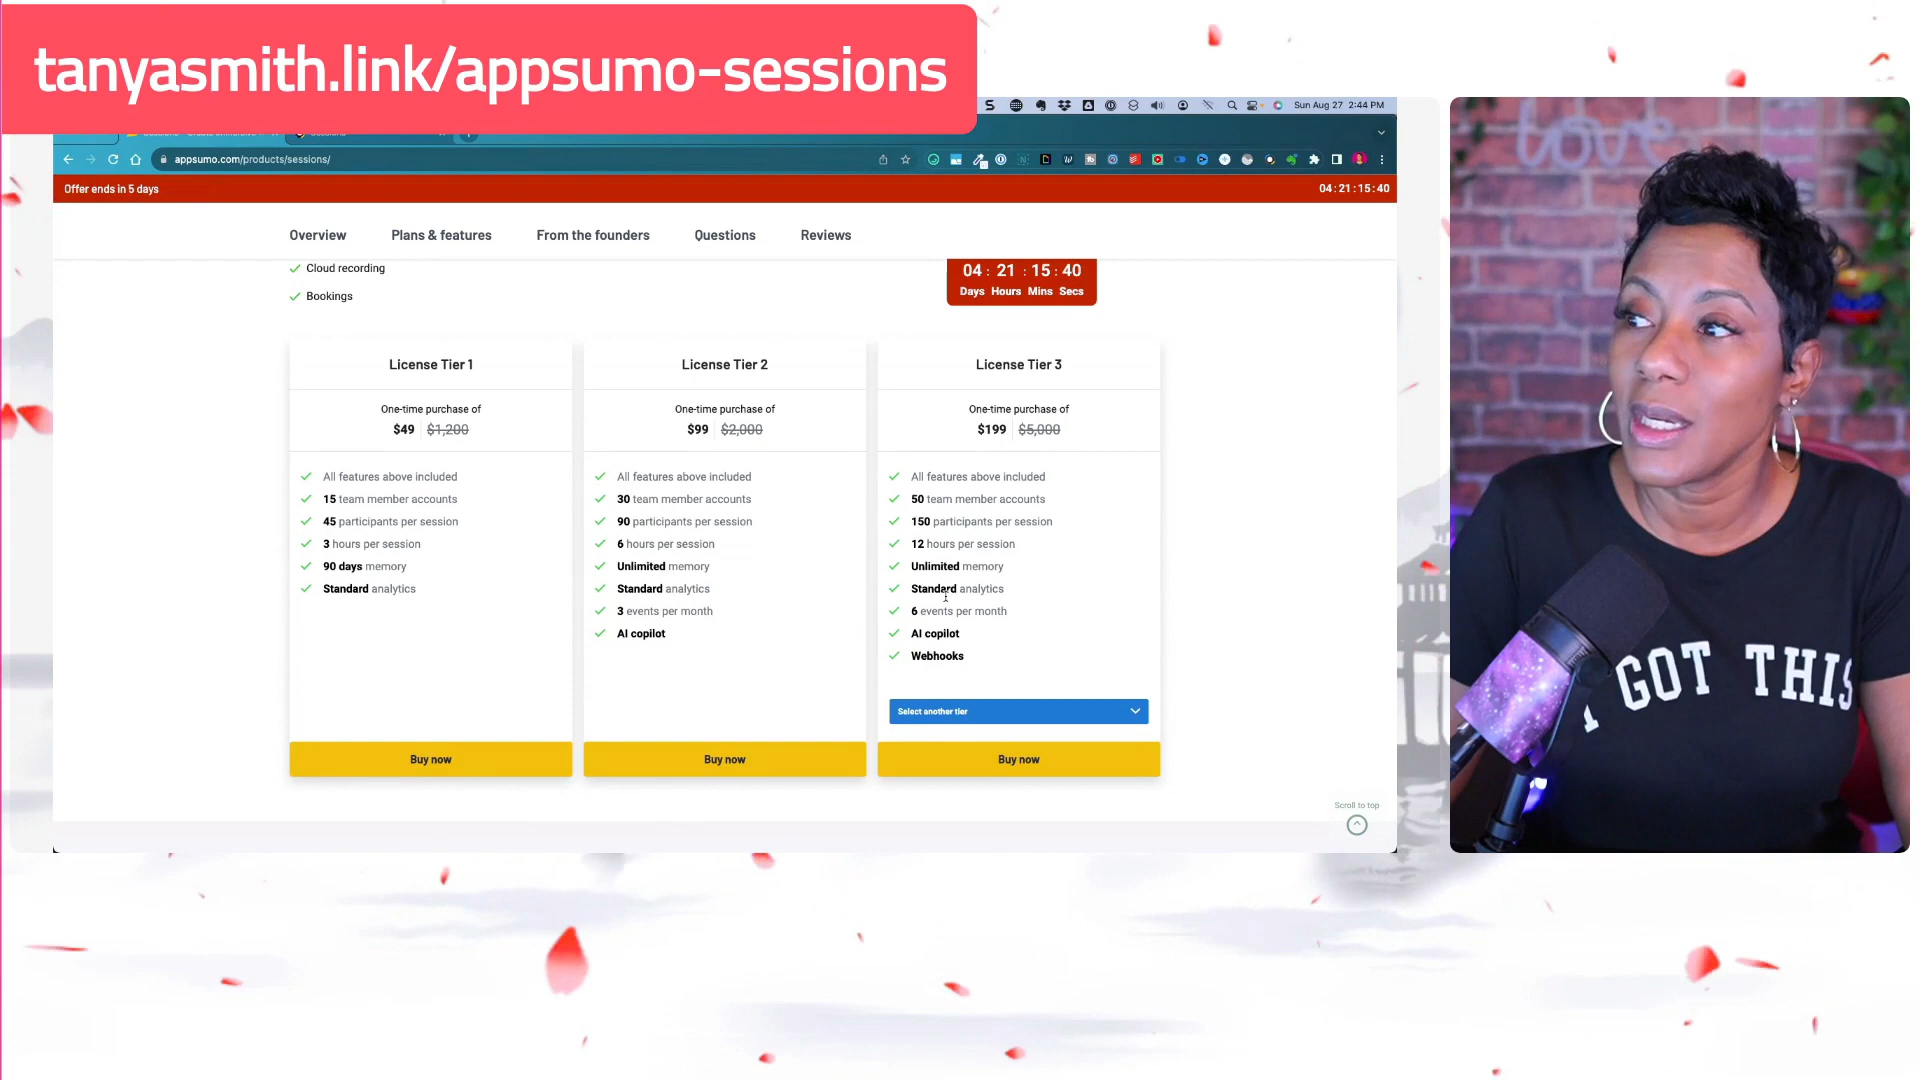 tanyasmith.link/appsumo-sessions
Sun Aug 27 2:44 PM
appsumo.com/products/sessions/
Offer ends in 5 days
04 : 21 : 15 : 40
Overview
Plans & features
From the founders
Questions
Reviews
Cloud recording
Bookings
04 : 21 : 15 : 40
Days Hours Mins Secs
License Tier 1
One-time purchase of
$49 $1,200
All features above included
15 team member accounts
45 participants per session
3 hours per session
90 days memory
Standard analytics
Buy now
License Tier 2
One-time purchase of
$99 $2,000
All features above included
30 team member accounts
90 participants per session
6 hours per session
Unlimited memory
Standard analytics
3 events per month
AI copilot
Buy now
License Tier 3
One-time purchase of
$199 $5,000
All features above included
50 team member accounts
150 participants per session
12 hours per session
Unlimited memory
Standard analytics
6 events per month
AI copilot
Webhooks
Select another tier
Buy now
Scroll to top
love
I GOT THIS